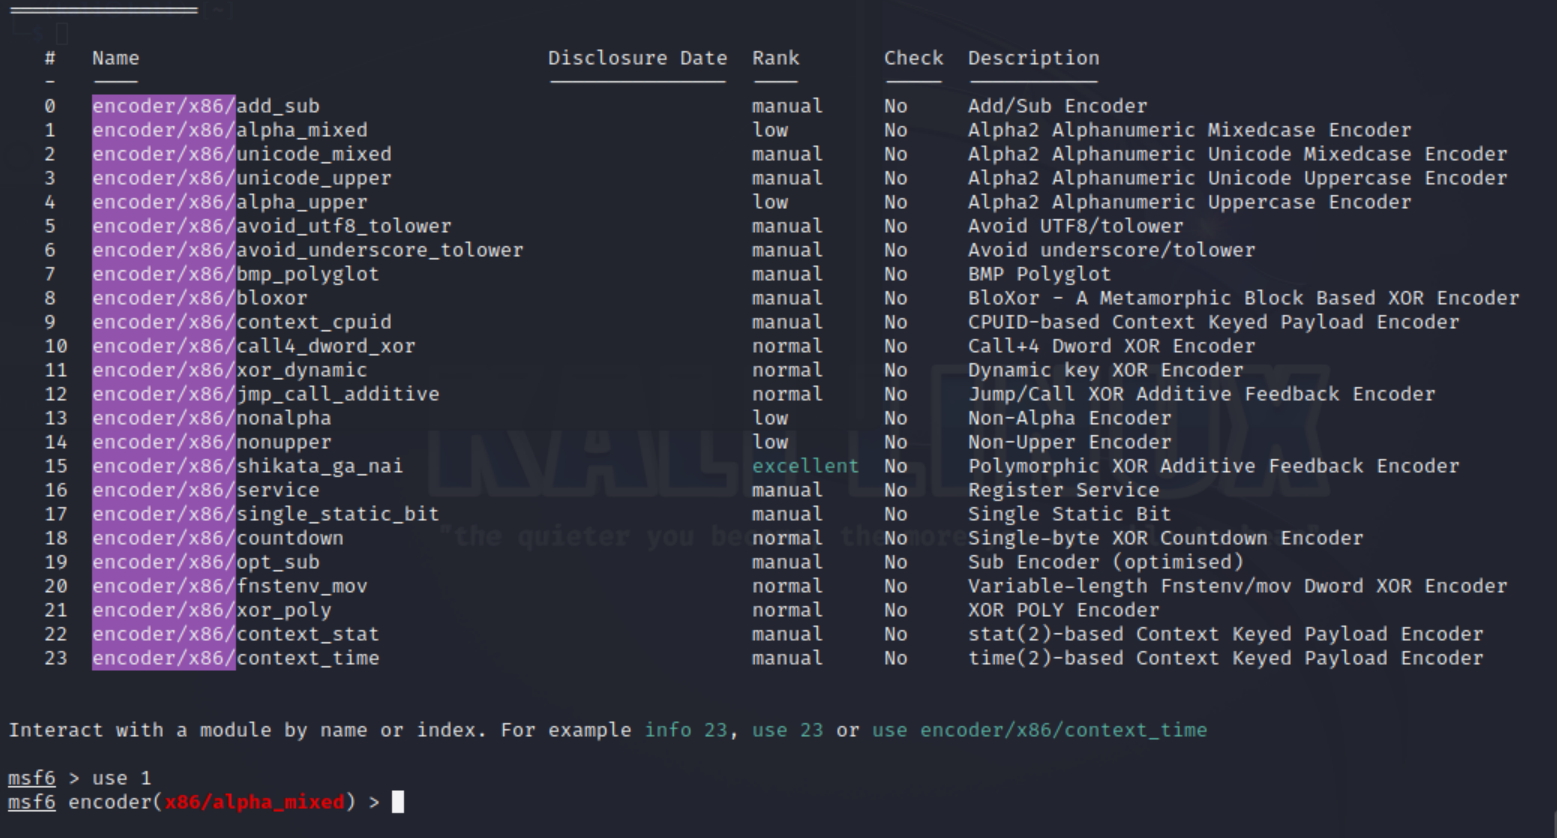 # Name Disclosure Date Rank Check Description
0 encoder/x86/add_sub manual No Add/Sub Encoder
1 encoder/x86/alpha_mixed low No Alpha2 Alphanumeric Mixedcase Encoder
2 encoder/x86/unicode_mixed manual No Alpha2 Alphanumeric Unicode Mixedcase Encoder
3 encoder/x86/unicode_upper manual No Alpha2 Alphanumeric Unicode Uppercase Encoder
4 encoder/x86/alpha_upper low No Alpha2 Alphanumeric Uppercase Encoder
5 encoder/x86/avoid_utf8_tolower manual No Avoid UTF8/tolower
6 encoder/x86/avoid_underscore_tolower manual No Avoid underscore/tolower
7 encoder/x86/bmp_polyglot manual No BMP Polyglot
8 encoder/x86/bloxor manual No BloXor - A Metamorphic Block Based XOR Encoder
9 encoder/x86/context_cpuid manual No CPUID-based Context Keyed Payload Encoder
10 encoder/x86/call4_dword_xor normal No Call+4 Dword XOR Encoder
11 encoder/x86/xor_dynamic normal No Dynamic key XOR Encoder
12 encoder/x86/jmp_call_additive normal No Jump/Call XOR Additive Feedback Encoder
13 encoder/x86/nonalpha low No Non-Alpha Encoder
14 encoder/x86/nonupper low No Non-Upper Encoder
15 encoder/x86/shikata_ga_nai excellent No Polymorphic XOR Additive Feedback Encoder
16 encoder/x86/service manual No Register Service
17 encoder/x86/single_static_bit manual No Single Static Bit
18 encoder/x86/countdown normal No Single-byte XOR Countdown Encoder
19 encoder/x86/opt_sub manual No Sub Encoder (optimised)
20 encoder/x86/fnstenv_mov normal No Variable-length Fnstenv/mov Dword XOR Encoder
21 encoder/x86/xor_poly normal No XOR POLY Encoder
22 encoder/x86/context_stat manual No stat(2)-based Context Keyed Payload Encoder
23 encoder/x86/context_time manual No time(2)-based Context Keyed Payload Encoder
Interact with a module by name or index. For example info 23, use 23 or use encoder/x86/context_time
msf6 > use 1
msf6 encoder(x86/alpha_mixed) >
KALI LINUX
"the quieter you the more